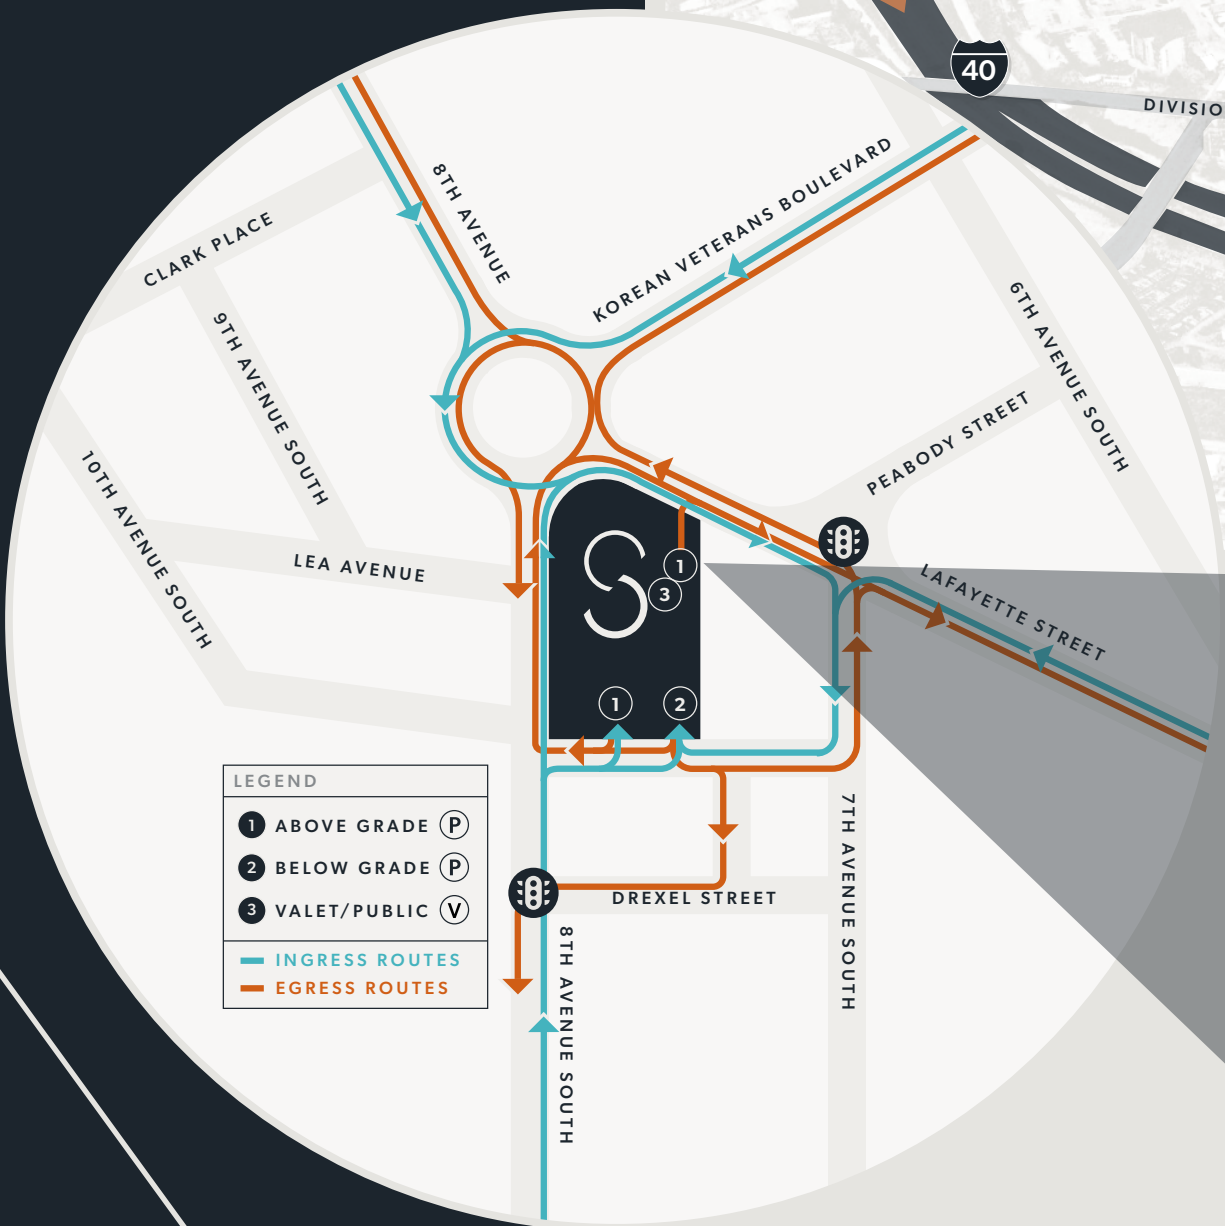 40
DIVISIO
8TH AVENUE
KOREAN VETERANS BOULEVARD
CLARK PLACE
9TH AVENUE SOUTH
6TH AVENUE SOUTH
PEABODY STREET
10TH AVENUE SOUTH
LEA AVENUE
S
1
3
LAFAYETTE STREET
1
2
LEGEND
1 ABOVE GRADE P
2 BELOW GRADE P
3 VALET/PUBLIC V
INGRESS ROUTES
EGRESS ROUTES
7TH AVENUE SOUTH
DREXEL STREET
8TH AVENUE SOUTH